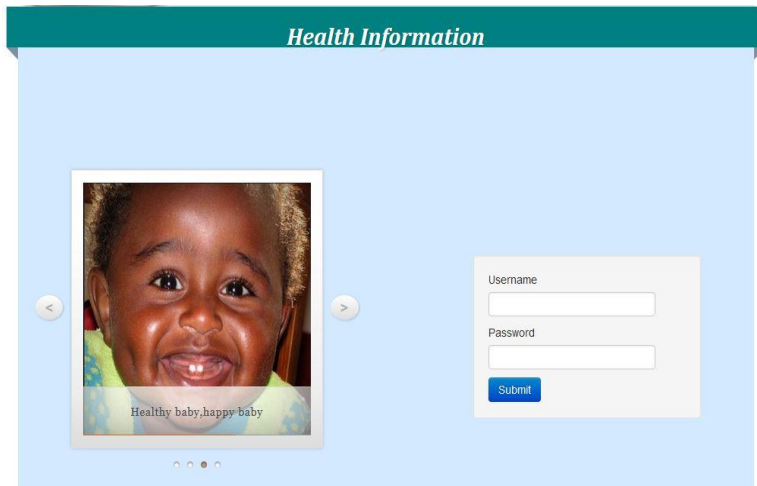 Health Information
<
>
Healthy baby,happy baby
Username
Password
Submit